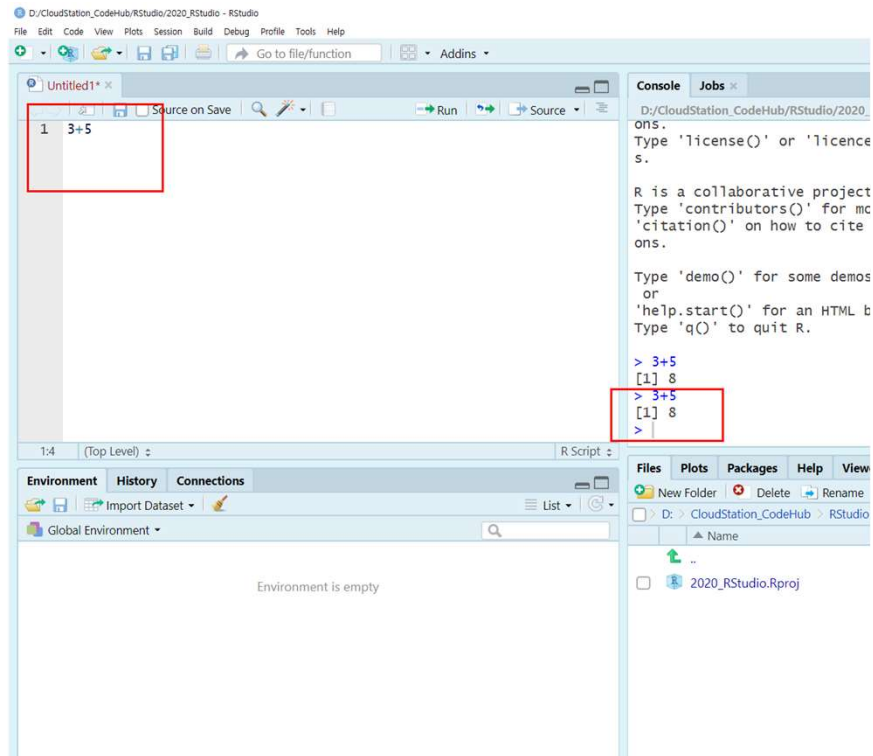 D:/CloudStation_CodeHub/RStudio/2020_RStudio - RStudio
File Edit Code View Plots Session Build Debug Profile Tools Help
Go to file/function Addins
Untitled1*
Source on Save Run Source
1 3+5
1:4 (Top Level) R Script
Environment History Connections
Import Dataset List
Global Environment
Environment is empty
Console Jobs
D:/CloudStation_CodeHub/RStudio/2020_
ons.
Type 'license()' or 'licence
s.
R is a collaborative project
Type 'contributors()' for mo
'citation()' on how to cite
ons.
Type 'demo()' for some demos
or
'help.start()' for an HTML b
Type 'q()' to quit R.
> 3+5
[1] 8
> 3+5
[1] 8
>
Files Plots Packages Help View
New Folder Delete Rename
D: > CloudStation_CodeHub > RStudio
Name
..
2020_RStudio.Rproj